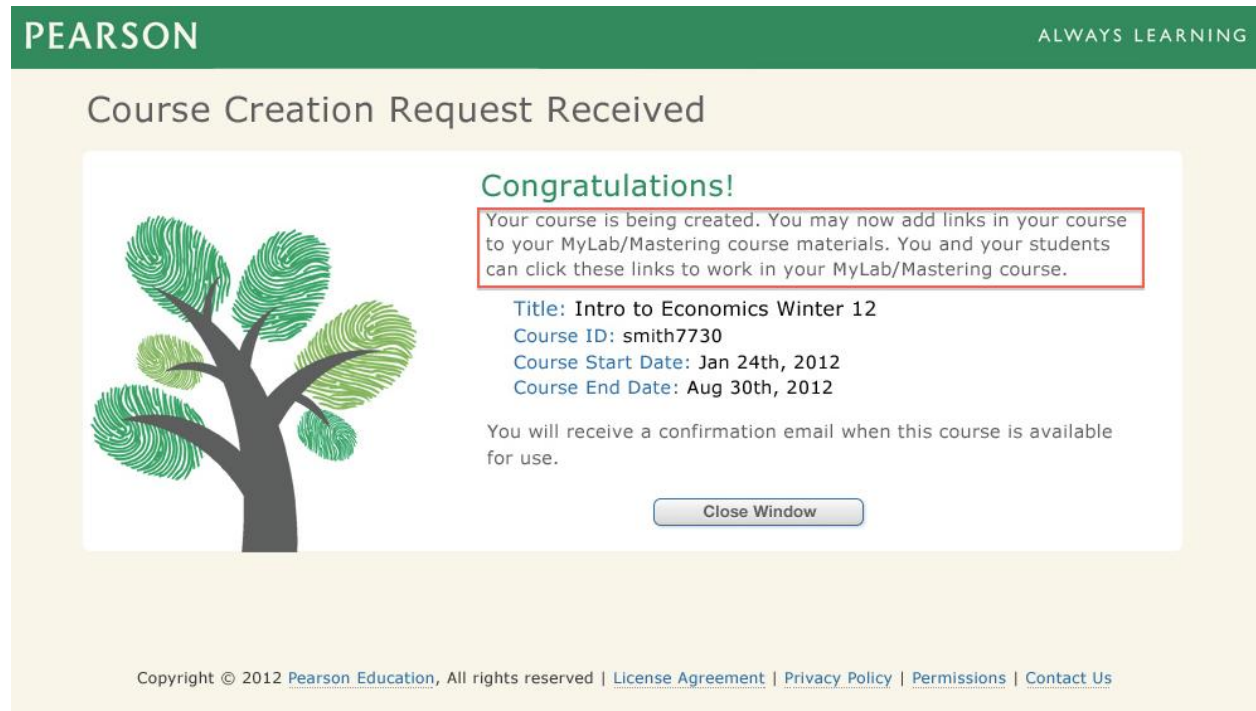 PEARSON
ALWAYS LEARNING
Course Creation Request Received
Congratulations!
Your course is being created. You may now add links in your course
to your MyLab/Mastering course materials. You and your students
can click these links to work in your MyLab/Mastering course.
Title: Intro to Economics Winter 12
Course ID: smith7730
Course Start Date: Jan 24th, 2012
Course End Date: Aug 30th, 2012
You will receive a confirmation email when this course is available
for use.
Close Window
Copyright © 2012 Pearson Education, All rights reserved | License Agreement | Privacy Policy | Permissions | Contact Us